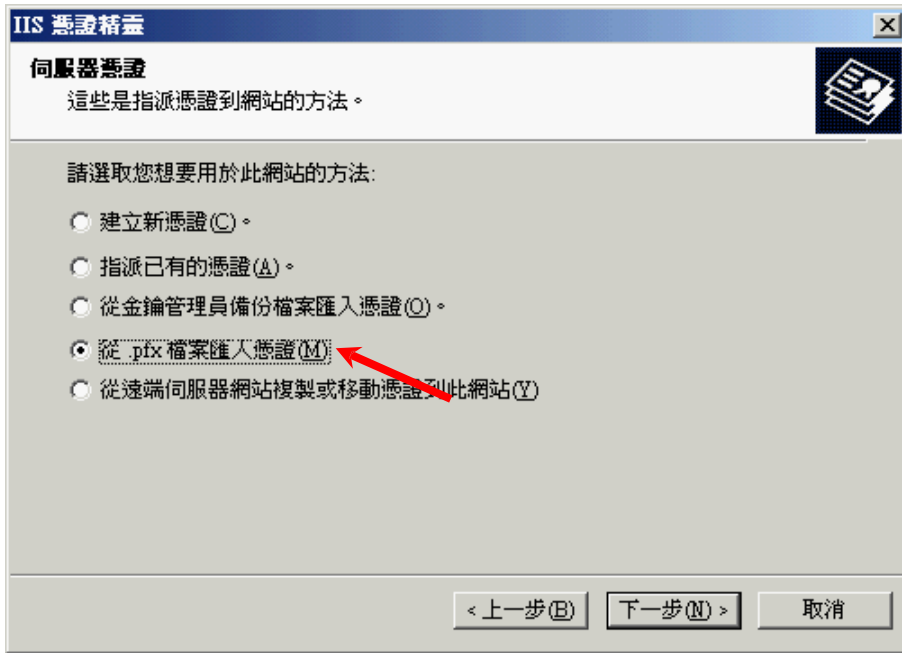 IIS 憑證精靈
伺服器憑證
這些是指派憑證到網站的方法。
請選取您想要用於此網站的方法:
建立新憑證(C)。
指派已有的憑證(A)。
從金鑰管理員備份檔案匯入憑證(O)。
從 .pfx 檔案匯入憑證(M)
從遠端伺服器網站複製或移動憑證到此網站(Y)
< 上一步(B)
下一步(N) >
取消